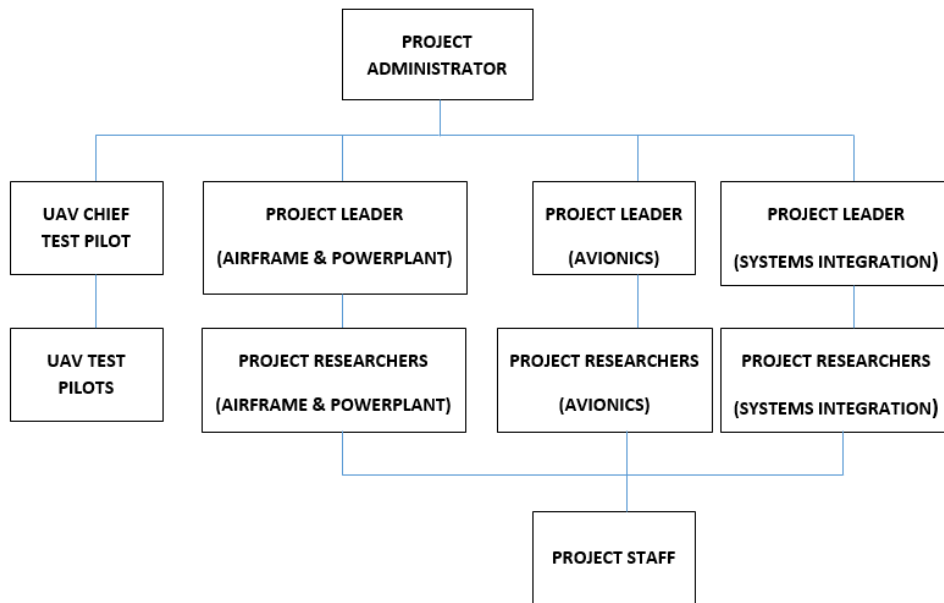 PROJECT
ADMINISTRATOR
UAV CHIEF
TEST PILOT
PROJECT LEADER
(AIRFRAME & POWERPLANT)
PROJECT LEADER
(AVIONICS)
PROJECT LEADER
(SYSTEMS INTEGRATION)
UAV TEST
PILOTS
PROJECT RESEARCHERS
(AIRFRAME & POWERPLANT)
PROJECT RESEARCHERS
(AVIONICS)
PROJECT RESEARCHERS
(SYSTEMS INTEGRATION)
PROJECT STAFF